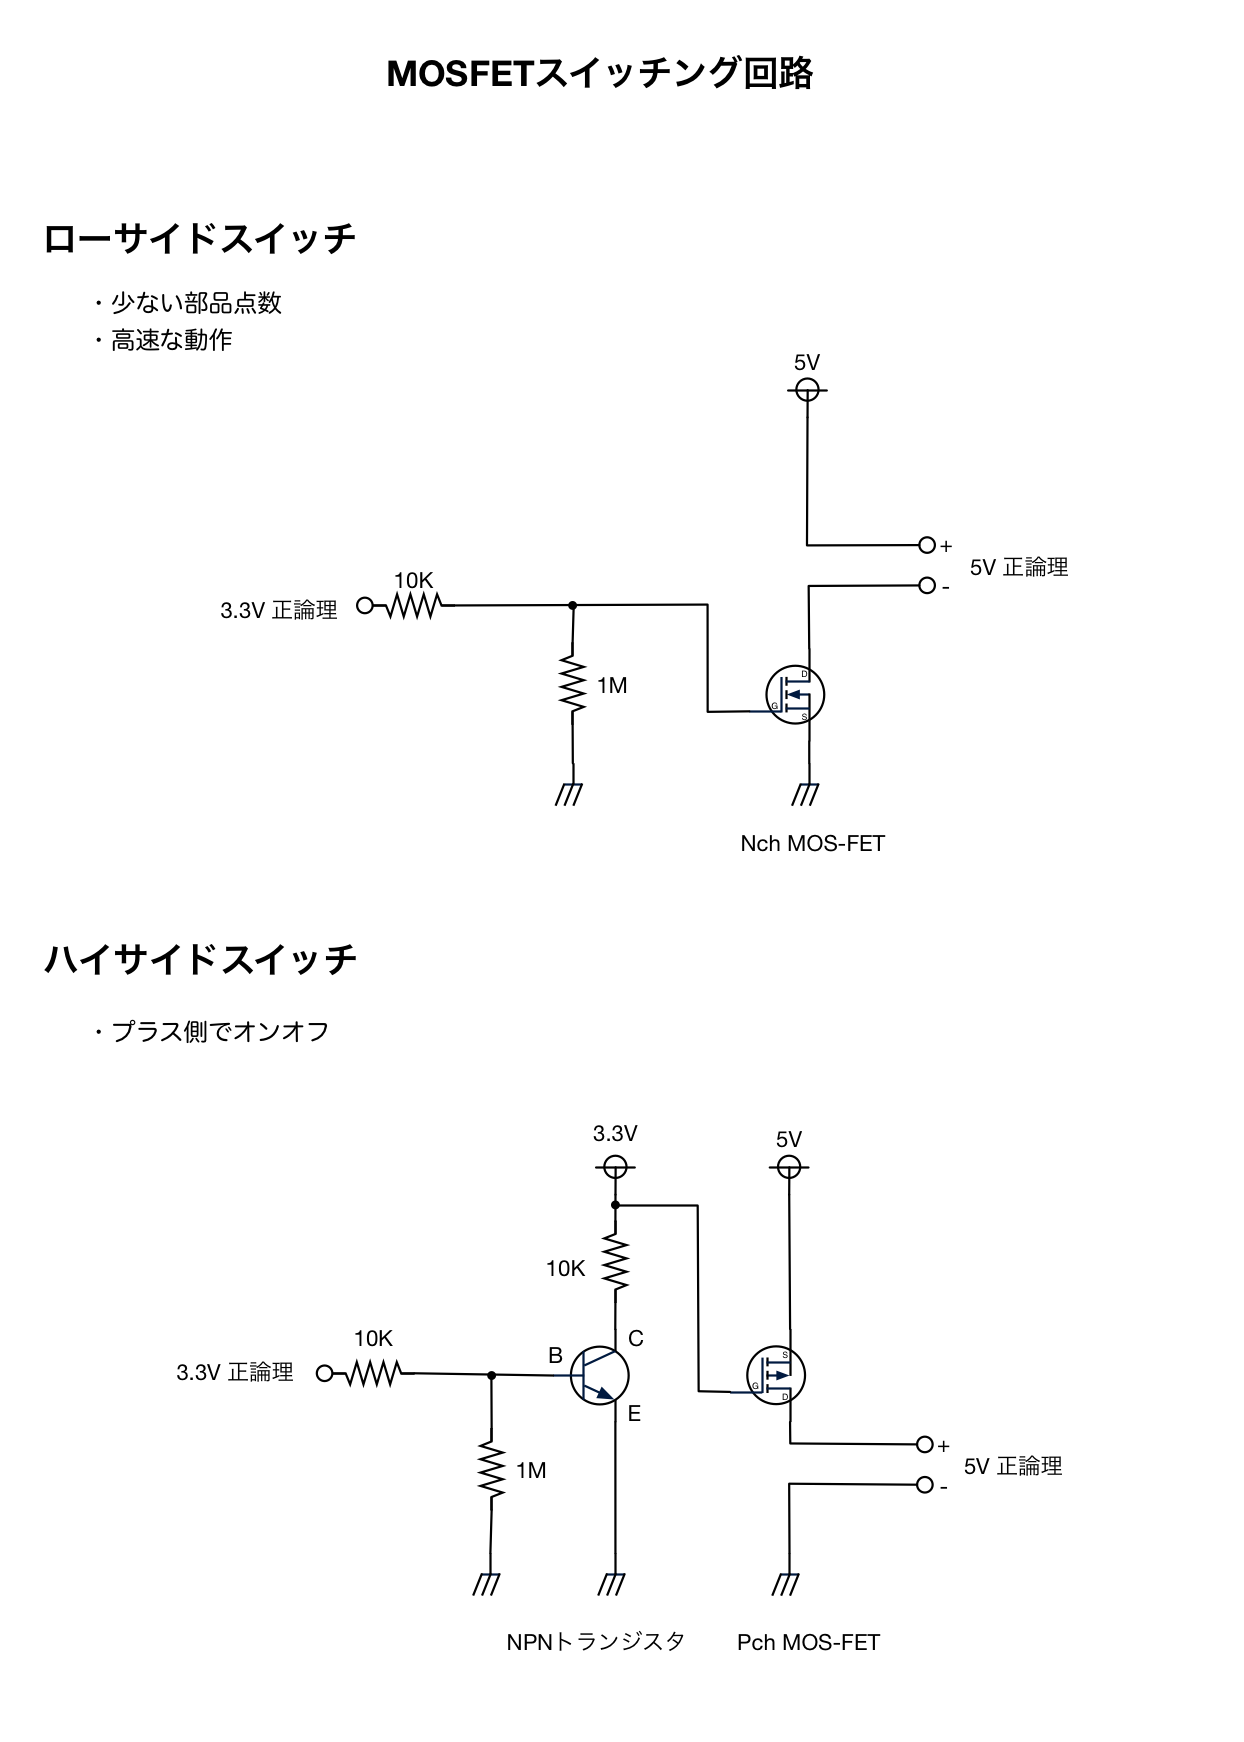 MOSFETスイッチング回路
ローサイドスイッチ
・少ない部品点数
・高速な動作
5V
+
5V 正論理
-
10K
3.3V 正論理
1M
D
G
S
Nch MOS-FET
ハイサイドスイッチ
・プラス側でオンオフ
3.3V
5V
10K
10K
C
B
3.3V 正論理
E
S
G
D
+
5V 正論理
-
1M
NPNトランジスタ
Pch MOS-FET